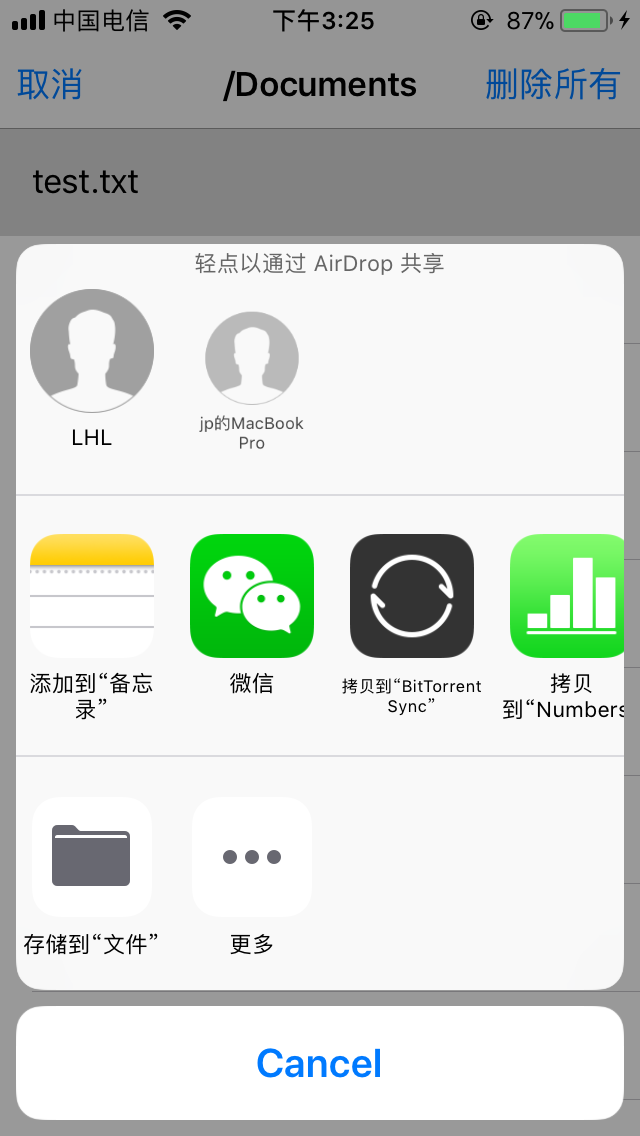 中国电信
下午3:25
87%
取消
/Documents
删除所有
test.txt
轻点以通过 AirDrop 共享
LHL
jp的MacBook
Pro
添加到“备忘
录”
微信
拷贝到“BitTorrent
Sync”
拷贝
到“Numbers
存储到“文件”
更多
Cancel